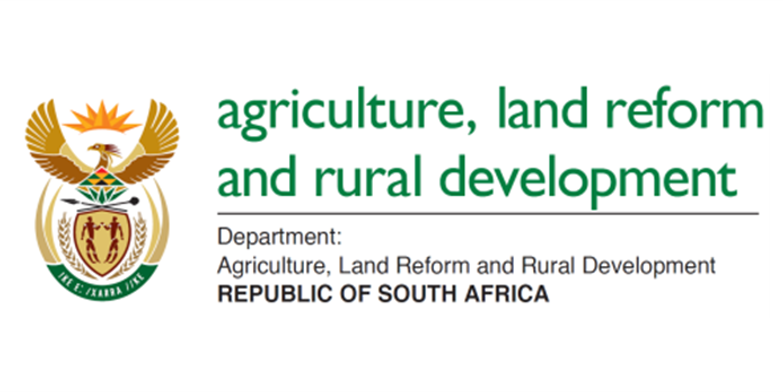 agriculture, land reform
and rural development
Department:
Agriculture, Land Reform and Rural Development
REPUBLIC OF SOUTH AFRICA
!KE E: /XARRA //KE